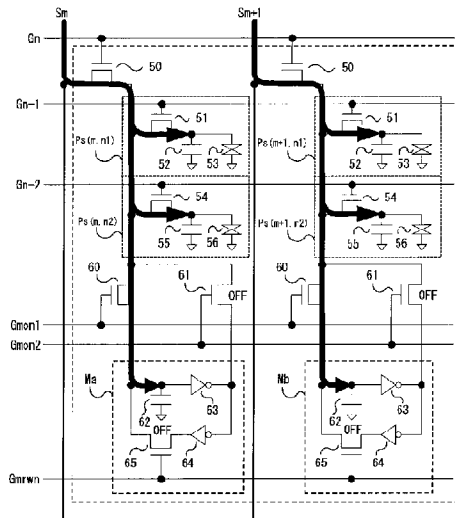 Sm Sm+1
Gn 50 50
Gn-1 51 51
Ps(m,n1) 52 53 Ps(m+1,n1) 52 53
Gn-2 54 54
Ps(m,n2) 55 56 Ps(m+1,n2) 55 56
60 61 OFF 60 61 OFF
Gmon1
Gmon2
Ma Mb
62 63 62 63
OFF OFF
65 64 65 64
Gmrwn